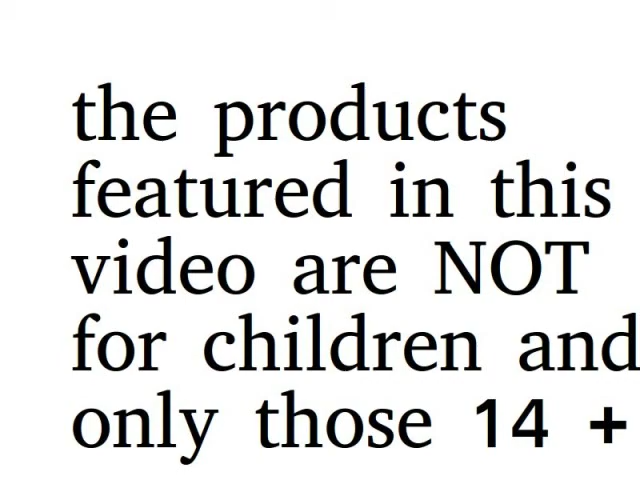 the products
featured in this
video are NOT
for children and
only those 14 +